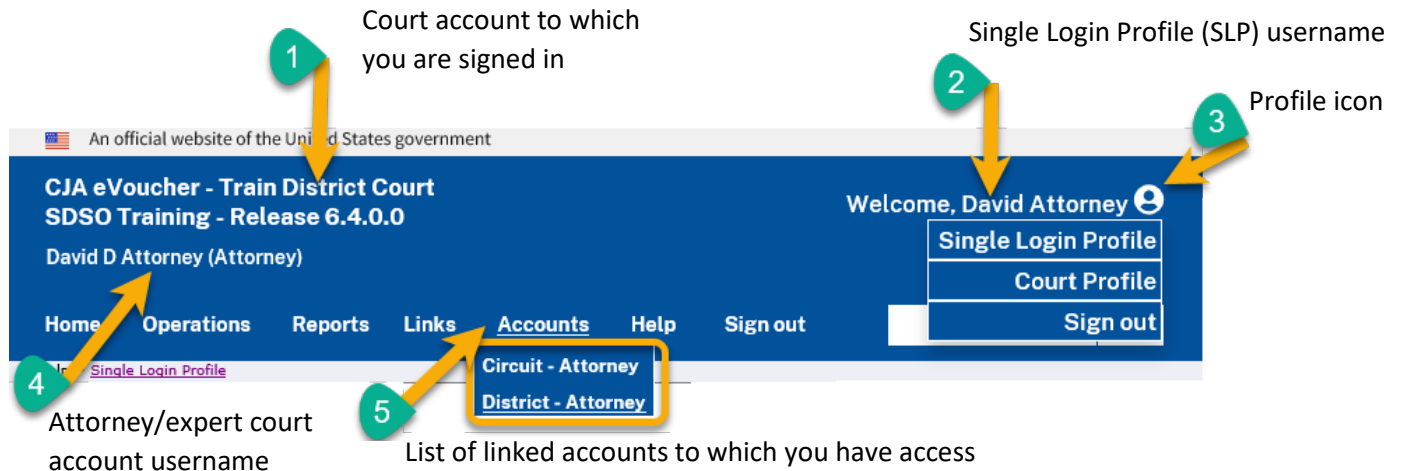 Court account to which
you are signed in
1
Single Login Profile (SLP) username
2
Profile icon
3
An official website of the United States government
CJA eVoucher - Train District Court
SDSO Training - Release 6.4.0.0
David D Attorney (Attorney)
Welcome, David Attorney
Single Login Profile
Court Profile
Sign out
Home Operations Reports Links Accounts Help Sign out
Single Login Profile
Circuit - Attorney
District - Attorney
4
Attorney/expert court
account username
5
List of linked accounts to which you have access